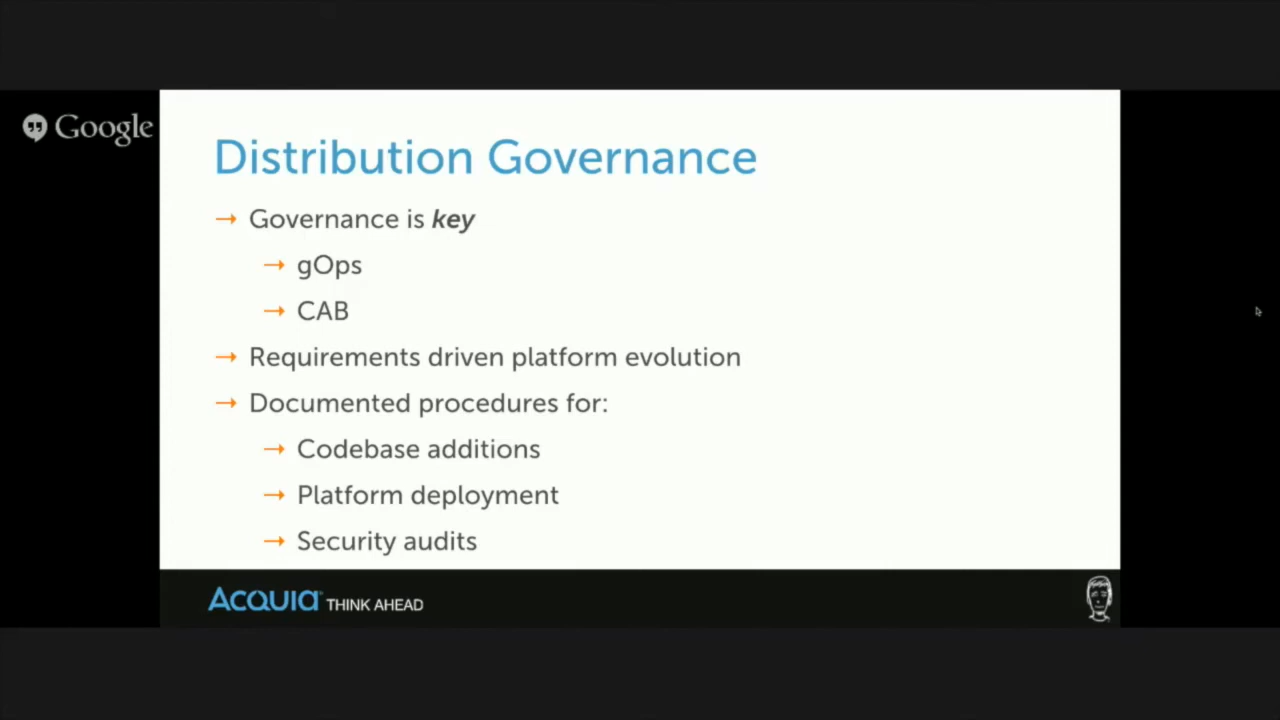 Google
Distribution Governance
→ Governance is key
→ gOps
→ CAB
→ Requirements driven platform evolution
→ Documented procedures for:
→ Codebase additions
→ Platform deployment
→ Security audits
ACQUIA THINK AHEAD